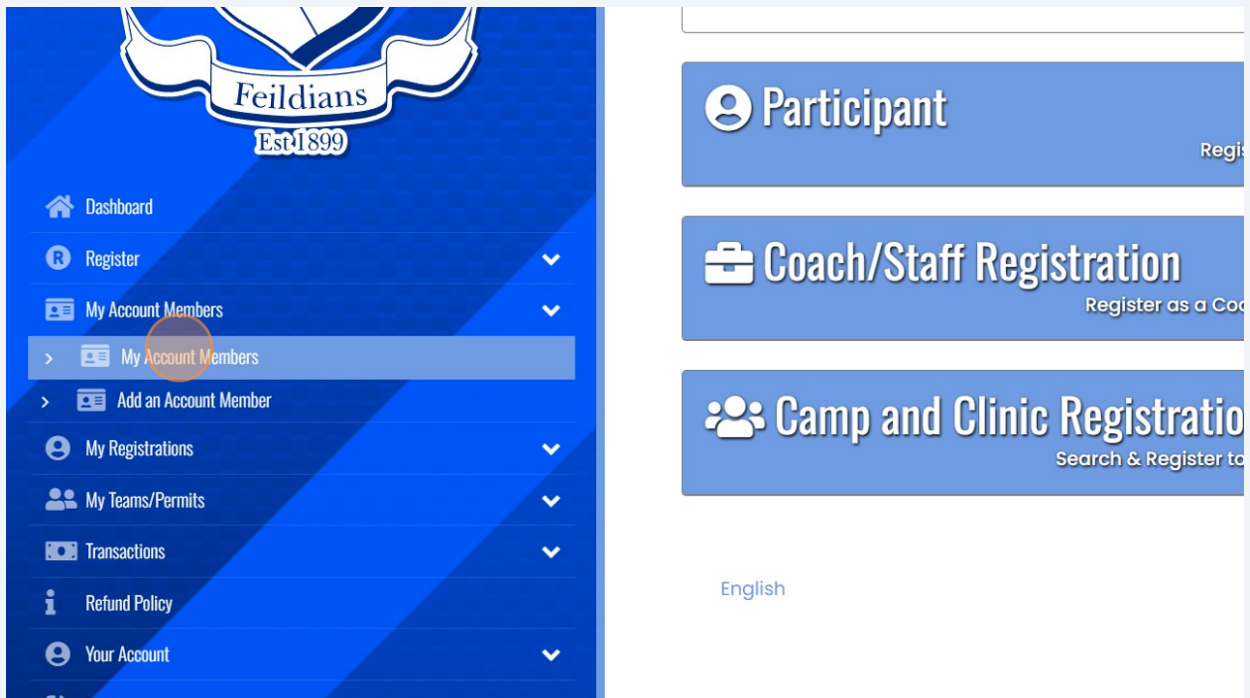 Feildians
Est 1899
Dashboard
R Register
My Account Members
My Account Members
Add an Account Member
My Registrations
My Teams/Permits
Transactions
Refund Policy
Your Account
Participant
Coach/Staff Registration
Register as a
Camp and Clinic
Search & Register to
English